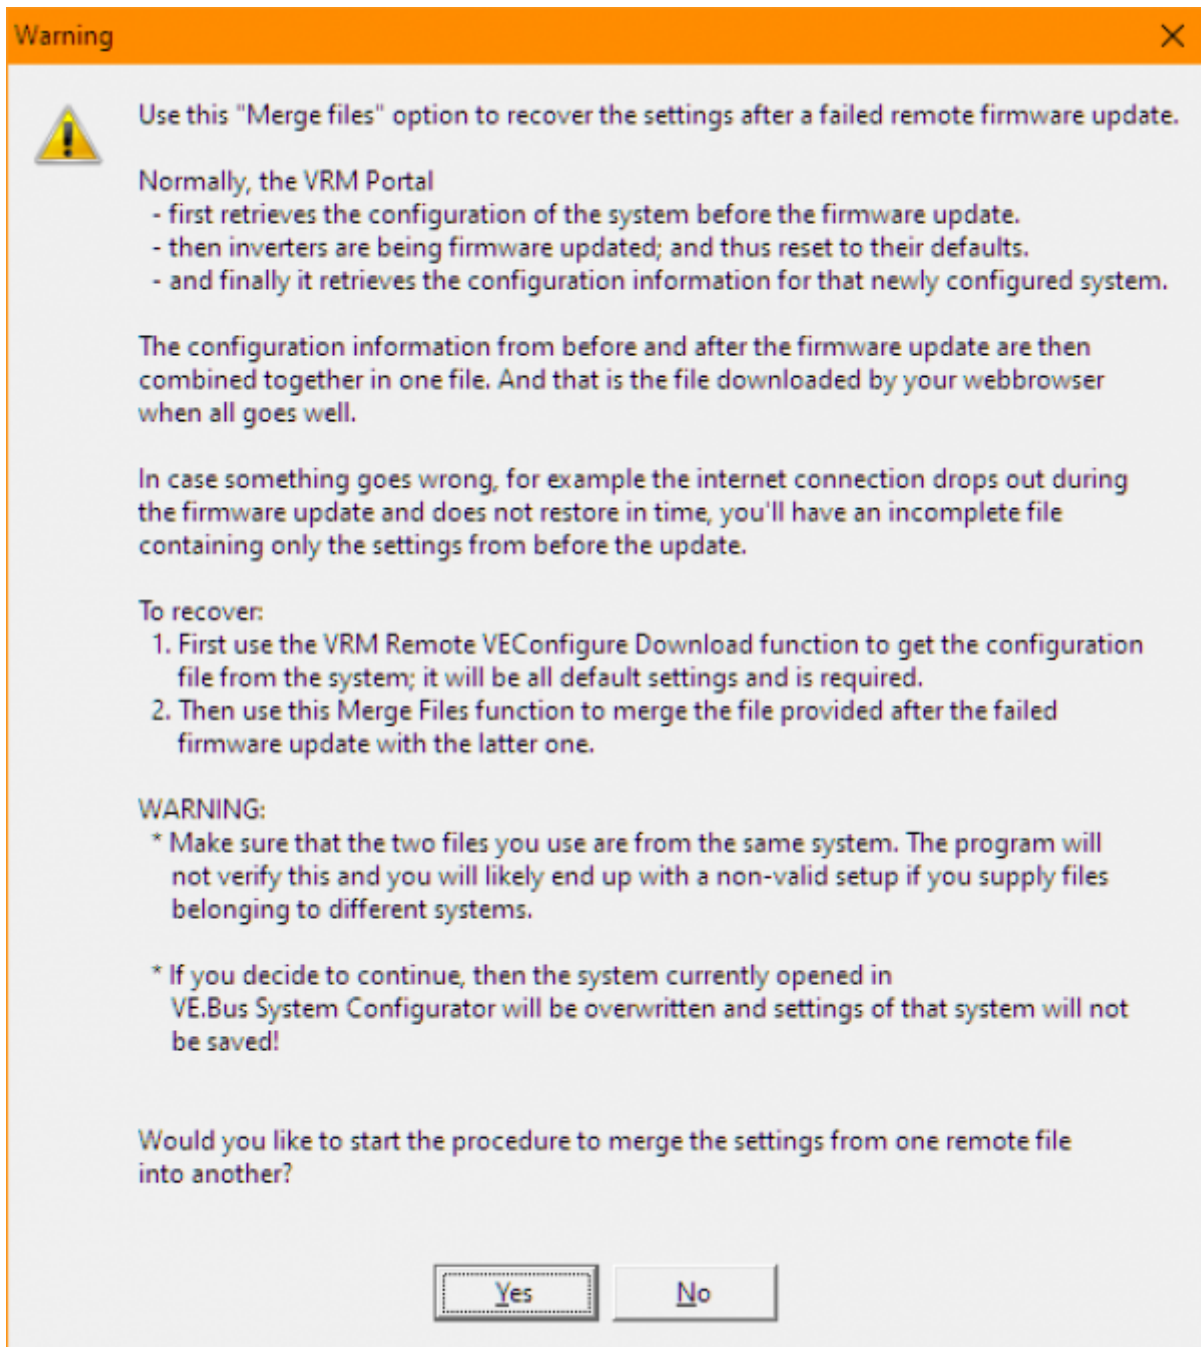 Warning
Use this "Merge files" option to recover the settings after a failed remote firmware update.
Normally, the VRM Portal
- first retrieves the configuration of the system before the firmware update.
- then inverters are being firmware updated; and thus reset to their defaults.
- and finally it retrieves the configuration information for that newly configured system.
The configuration information from before and after the firmware update are then
combined together in one file. And that is the file downloaded by your webbrowser
when all goes well.
In case something goes wrong, for example the internet connection drops out during
the firmware update and does not restore in time, you'll have an incomplete file
containing only the settings from before the update.
To recover:
1. First use the VRM Remote VEConfigure Download function to get the configuration
file from the system; it will be all default settings and is required.
2. Then use this Merge Files function to merge the file provided after the failed
firmware update with the latter one.
WARNING:
* Make sure that the two files you use are from the same system. The program will
not verify this and you will likely end up with a non-valid setup if you supply files
belonging to different systems.
* If you decide to continue, then the system currently opened in
VE.Bus System Configurator will be overwritten and settings of that system will not
be saved!
Would you like to start the procedure to merge the settings from one remote file
into another?
Yes No